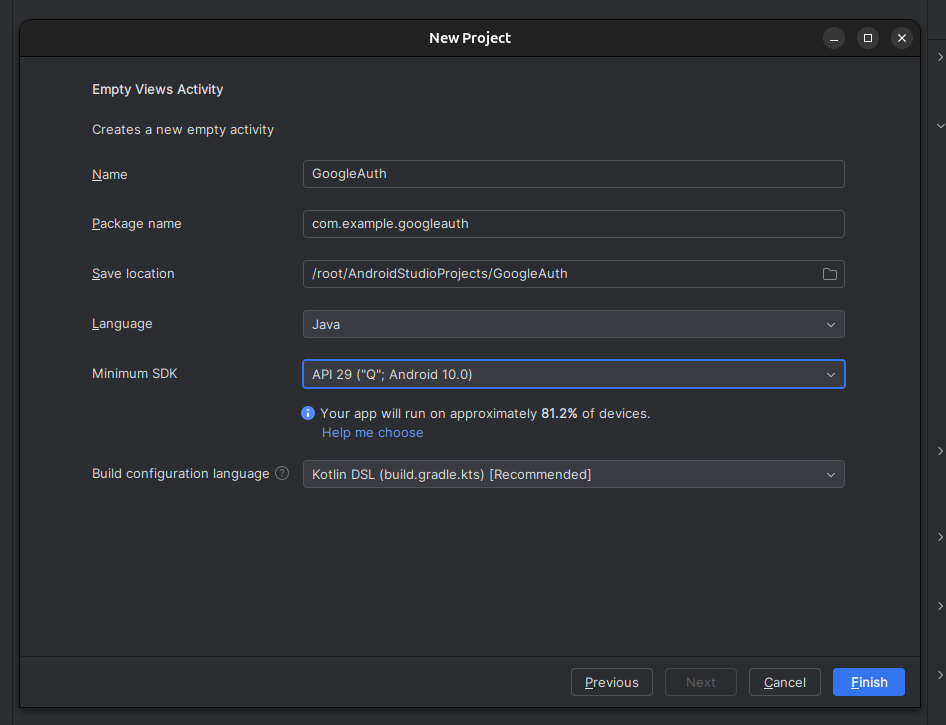 New Project
Empty Views Activity
Creates a new empty activity
Name GoogleAuth
Package name com.example.googleauth
Save location /root/AndroidStudioProjects/GoogleAuth
Language Java
Minimum SDK API 29 ("Q"; Android 10.0)
Your app will run on approximately 81.2% of devices.
Help me choose
Build configuration language ? Kotlin DSL (build.gradle.kts) [Recommended]
Previous Next Cancel Finish